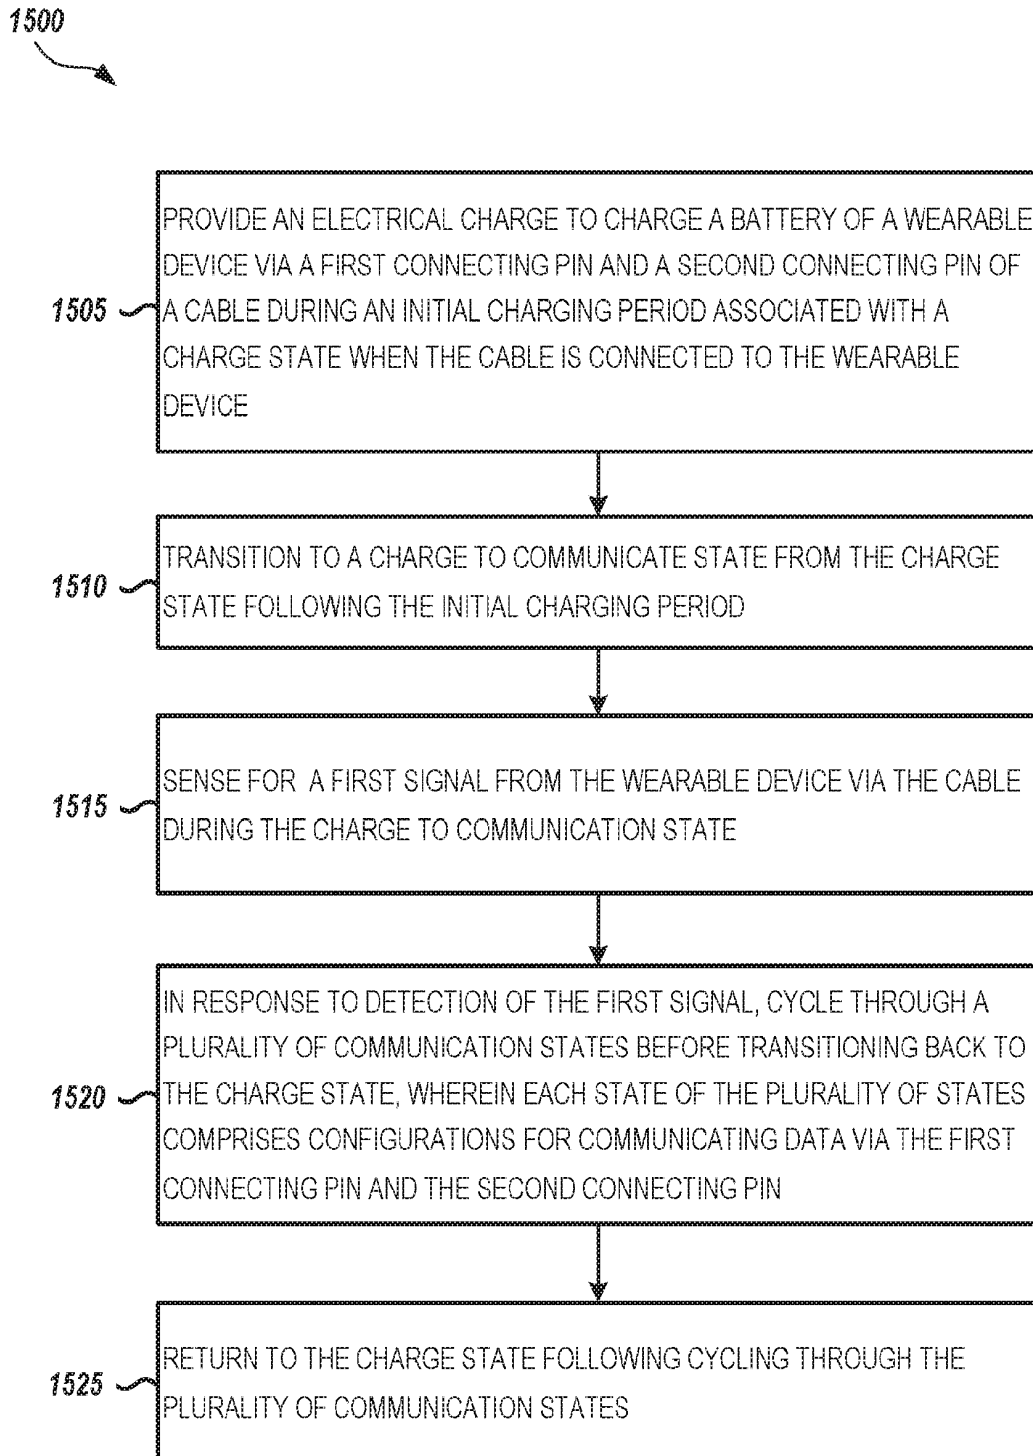 1500
PROVIDE AN ELECTRICAL CHARGE TO CHARGE A BATTERY OF A WEARABLE
DEVICE VIA A FIRST CONNECTING PIN AND A SECOND CONNECTING PIN OF
1505
A CABLE DURING AN INITIAL CHARGING PERIOD ASSOCIATED WITH A
CHARGE STATE WHEN THE CABLE IS CONNECTED TO THE WEARABLE
DEVICE
1510
TRANSITION TO A CHARGE TO COMMUNICATE STATE FROM THE CHARGE
STATE FOLLOWING THE INITIAL CHARGING PERIOD
1515
SENSE FOR A FIRST SIGNAL FROM THE WEARABLE DEVICE VIA THE CABLE
DURING THE CHARGE TO COMMUNICATION STATE
IN RESPONSE TO DETECTION OF THE FIRST SIGNAL, CYCLE THROUGH A
PLURALITY OF COMMUNICATION STATES BEFORE TRANSITIONING BACK TO
1520
THE CHARGE STATE, WHEREIN EACH STATE OF THE PLURALITY OF STATES
COMPRISES CONFIGURATIONS FOR COMMUNICATING DATA VIA THE FIRST
CONNECTING PIN AND THE SECOND CONNECTING PIN
1525
RETURN TO THE CHARGE STATE FOLLOWING CYCLING THROUGH THE
PLURALITY OF COMMUNICATION STATES